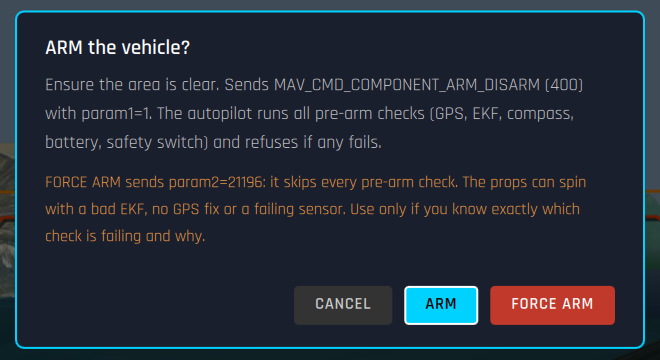 ARM the vehicle?
Ensure the area is clear. Sends MAV_CMD_COMPONENT_ARM_DISARM (400)
with param1=1. The autopilot runs all pre-arm checks (GPS, EKF, compass,
battery, safety switch) and refuses if any fails.
FORCE ARM sends param2=21196: it skips every pre-arm check. The props can spin
with a bad EKF, no GPS fix or a failing sensor. Use only if you know exactly which
check is failing and why.
CANCEL
ARM
FORCE ARM